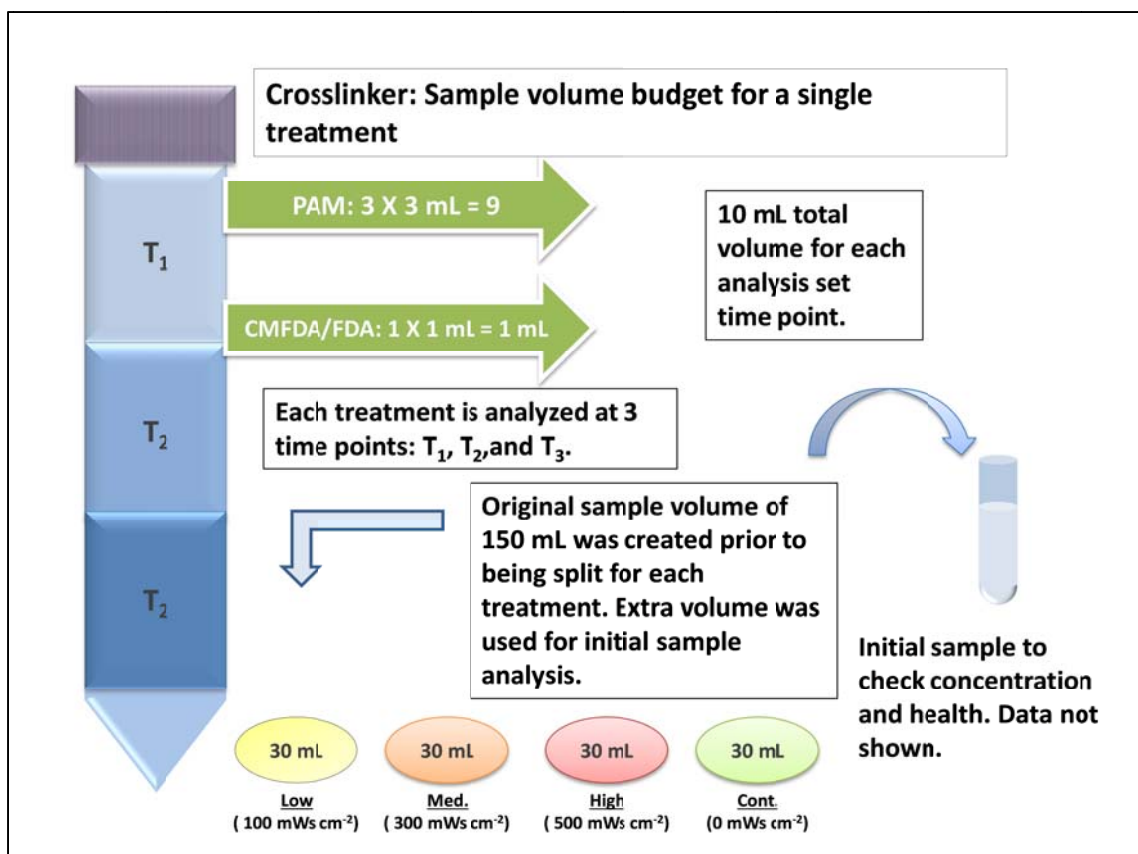 Crosslinker: Sample volume budget for a single
treatment
PAM: 3 X 3 mL = 9
T₁
CMFDA/FDA: 1 X 1 mL = 1 mL
10 mL total
volume for each
analysis set
time point.
Each treatment is analyzed at 3
time points: T₁, T₂,and T₃.
T₂
Original sample volume of
150 mL was created prior to
being split for each
treatment. Extra volume was
used for initial sample
analysis.
T₂
Initial sample to
check concentration
and health. Data not
shown.
30 mL
30 mL
30 mL
30 mL
Low
( 100 mWs cm⁻²)
Med.
( 300 mWs cm⁻²)
High
( 500 mWs cm⁻²)
Cont.
(0 mWs cm⁻²)